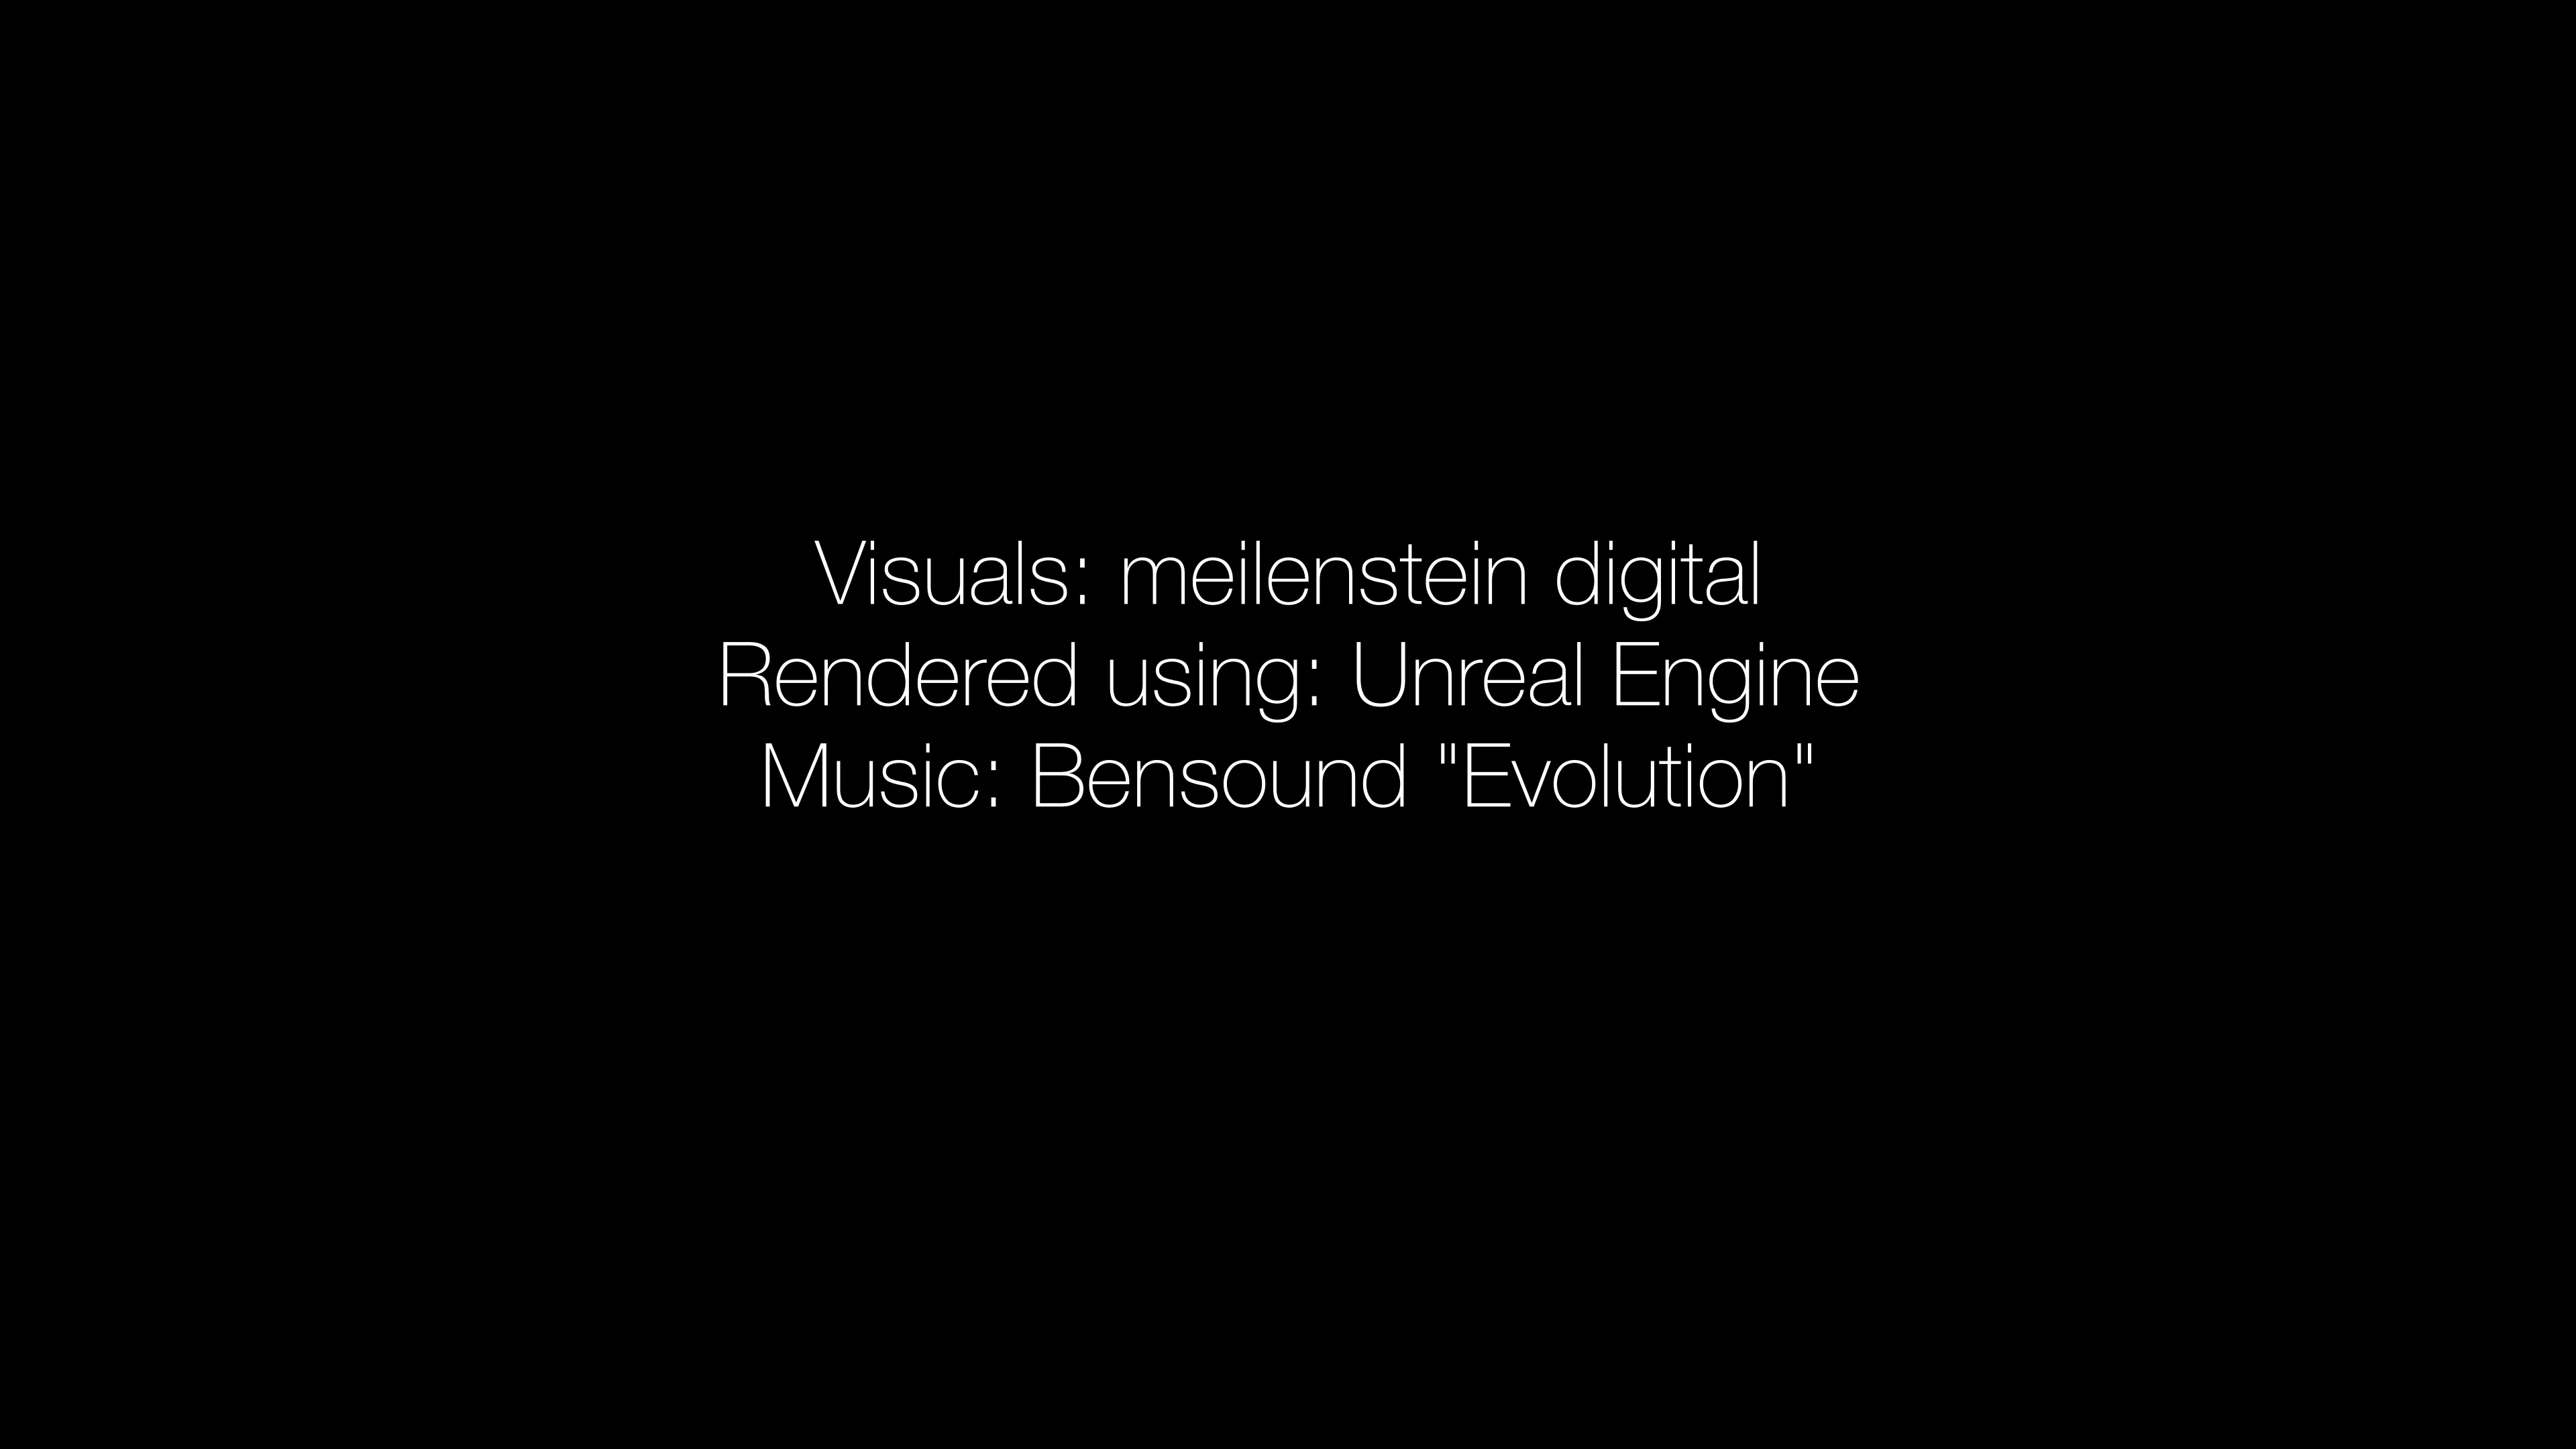 Visuals: meilenstein digital
Rendered using: Unreal Engine
Music: Bensound "Evolution"